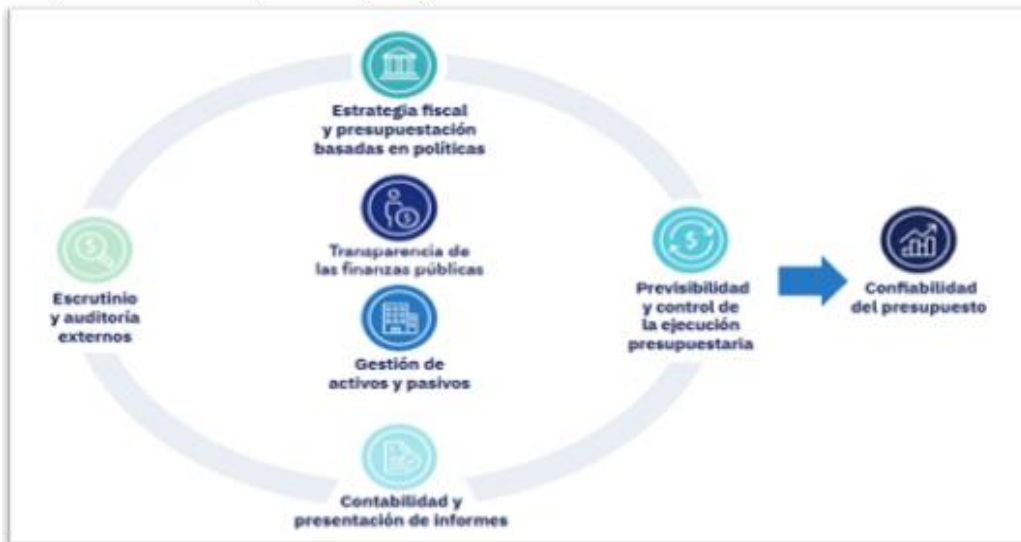 Estrategia fiscal
y presupuestación
basadas en políticas
Transparencia de
las finanzas públicas
Escrutinio
y auditoría
externos
Previsibilidad
y control de
la ejecución
presupuestaria
Confiabilidad
del presupuesto
Gestión de
activos y pasivos
Contabilidad y
presentación de informes